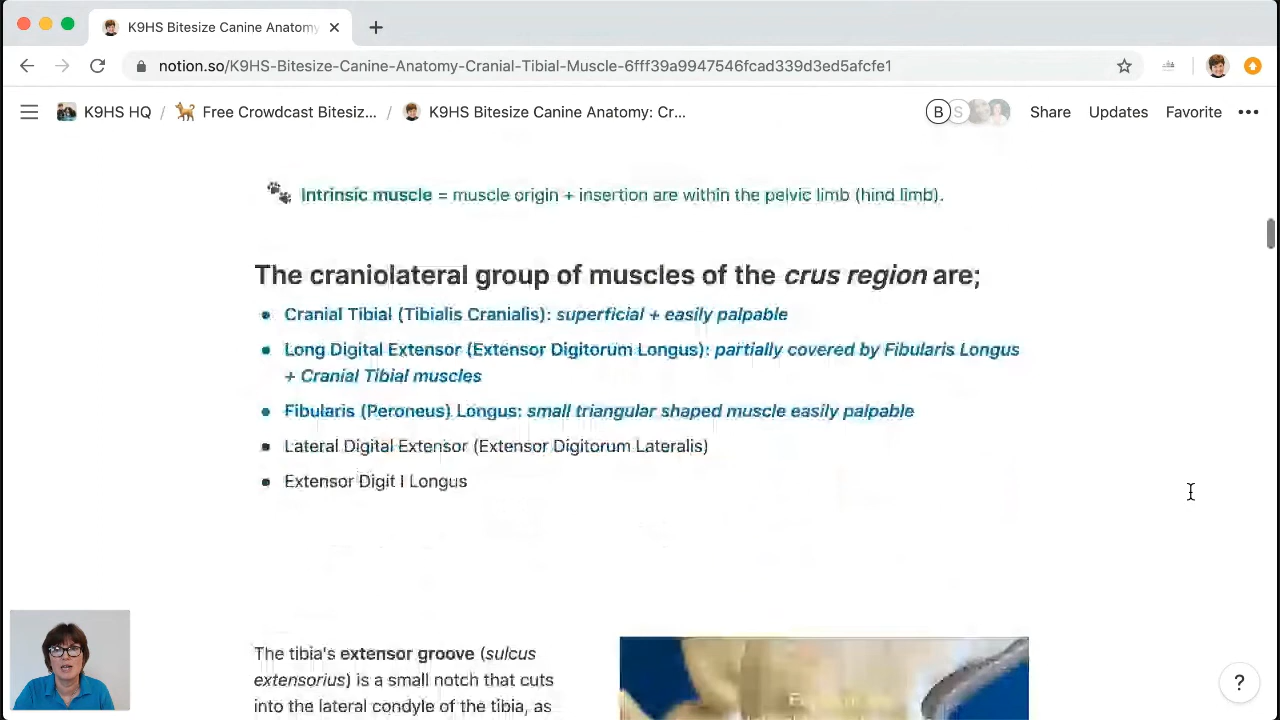 K9HS Bitesize Canine Anatomy
notion.so/K9HS-Bitesize-Canine-Anatomy-Cranial-Tibial-Muscle-6fff39a9947546fcad339d3ed5afcfe1
K9HS HQ / Free Crowdcast Bitesiz... / K9HS Bitesize Canine Anatomy: Cr... B S Share Updates Favorite
Intrinsic muscle = muscle origin + insertion are within the pelvic limb (hind limb).
The craniolateral group of muscles of the crus region are;
Cranial Tibial (Tibialis Cranialis): superficial + easily palpable
Long Digital Extensor (Extensor Digitorum Longus): partially covered by Fibularis Longus
+ Cranial Tibial muscles
Fibularis (Peroneus) Longus: small triangular shaped muscle easily palpable
Lateral Digital Extensor (Extensor Digitorum Lateralis)
Extensor Digit I Longus
The tibia's extensor groove (sulcus
extensorius) is a small notch that cuts
into the lateral condyle of the tibia, as
?